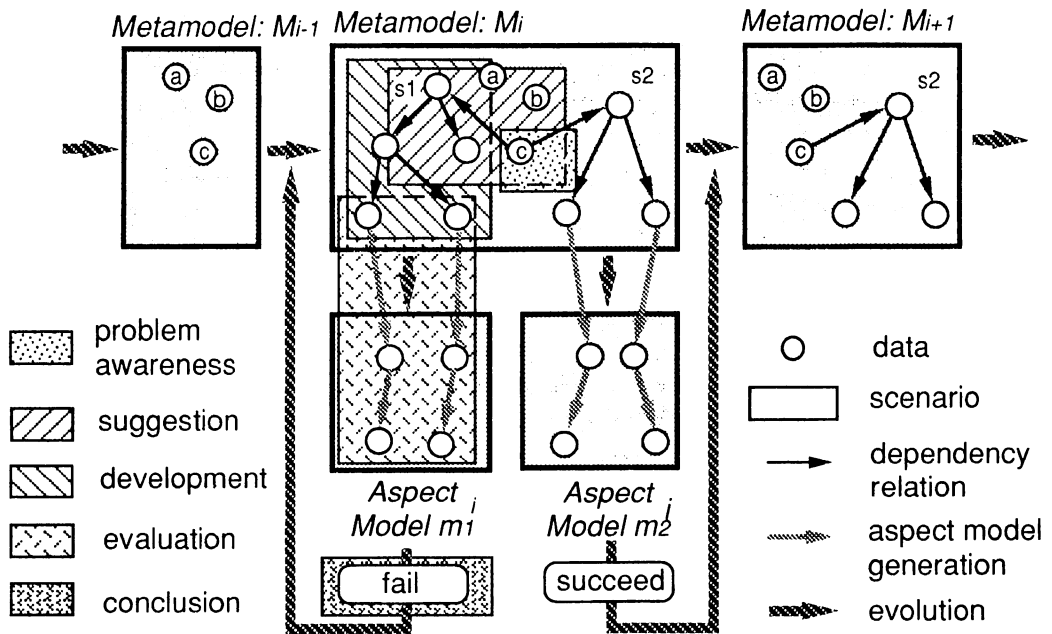 Metamodel: Mi-1
Metamodel: Mi
Metamodel: Mi+1
a
b
c
s1
a
b
c
s2
a
b
c
s2
problem
awareness
suggestion
development
evaluation
conclusion
Aspect
Model m1 i
fail
Aspect
Model m2 i
succeed
data
scenario
dependency
relation
aspect model
generation
evolution